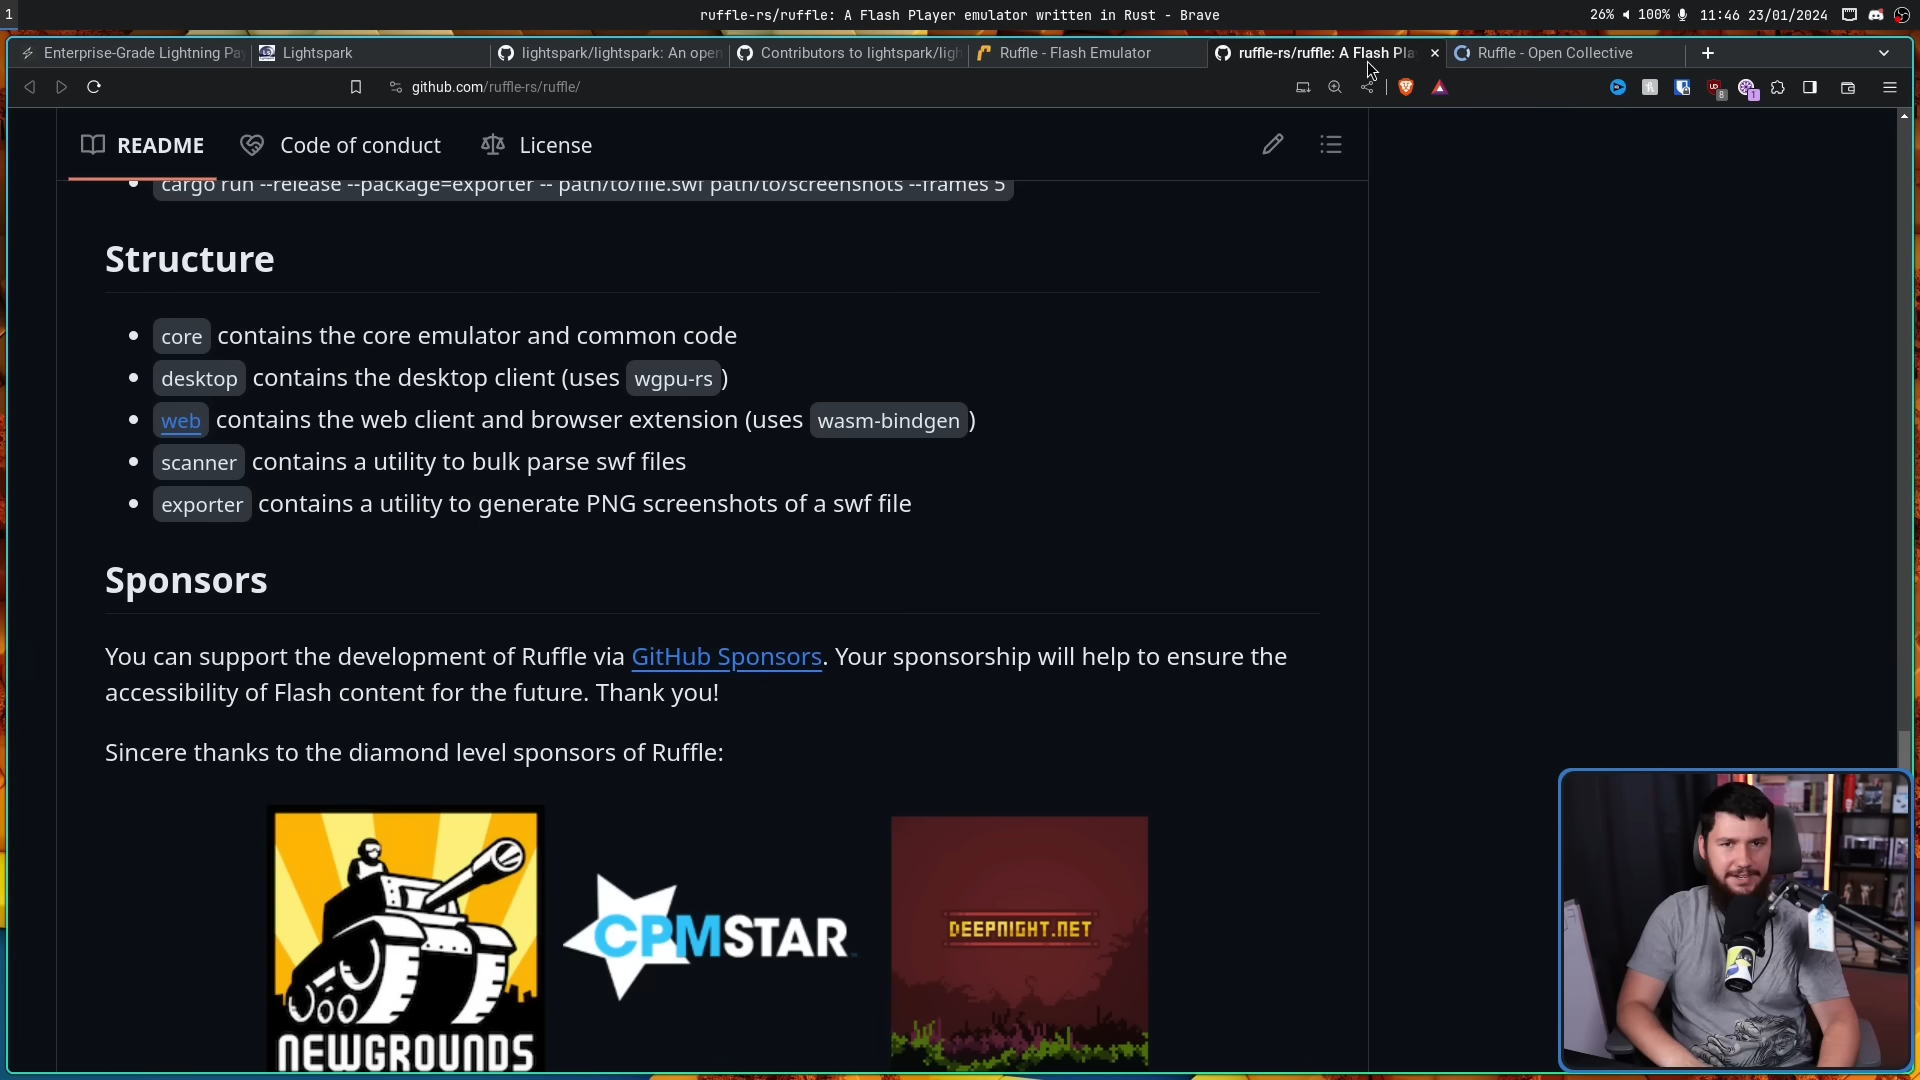 1
ruffle-rs/ruffle: A Flash Player emulator written in Rust - Brave
26% 100% 11:46 23/01/2024
Enterprise-Grade Lightning Pay
Lightspark
lightspark/lightspark: An open
Contributors to lightspark/ligh
Ruffle - Flash Emulator
ruffle-rs/ruffle: A Flash Pla
Ruffle - Open Collective
github.com/ruffle-rs/ruffle/
8
1
README
Code of conduct
License
cargo run --release --package=exporter -- path/to/file.swf path/to/screenshots --frames 5
Structure
core contains the core emulator and common code
desktop contains the desktop client (uses wgpu-rs )
web contains the web client and browser extension (uses wasm-bindgen )
scanner contains a utility to bulk parse swf files
exporter contains a utility to generate PNG screenshots of a swf file
Sponsors
You can support the development of Ruffle via GitHub Sponsors. Your sponsorship will help to ensure the
accessibility of Flash content for the future. Thank you!
Sincere thanks to the diamond level sponsors of Ruffle:
NEWGROUNDS
CPMSTAR
DEEPNIGHT.NET